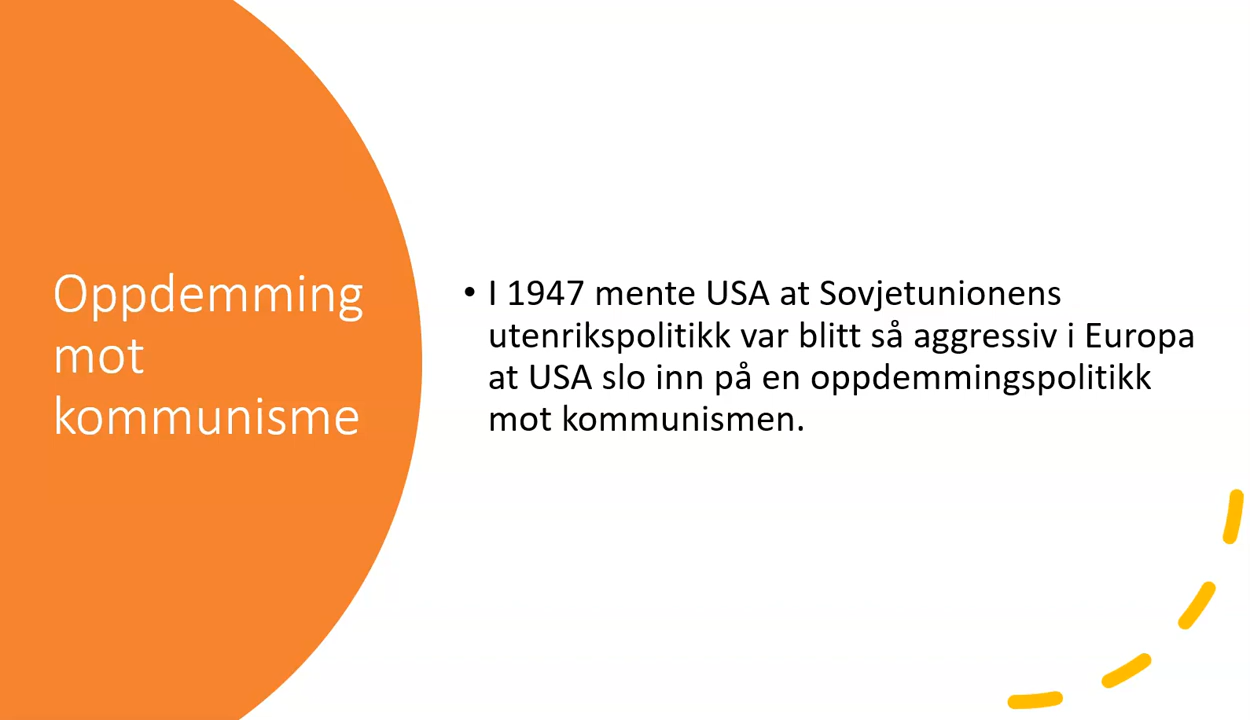 Oppdemming
mot
kommunisme
• I 1947 mente USA at Sovjetunionens
utenrikspolitikk var blitt så aggressiv i Europa
at USA slo inn på en oppdemmingspolitikk
mot kommunismen.